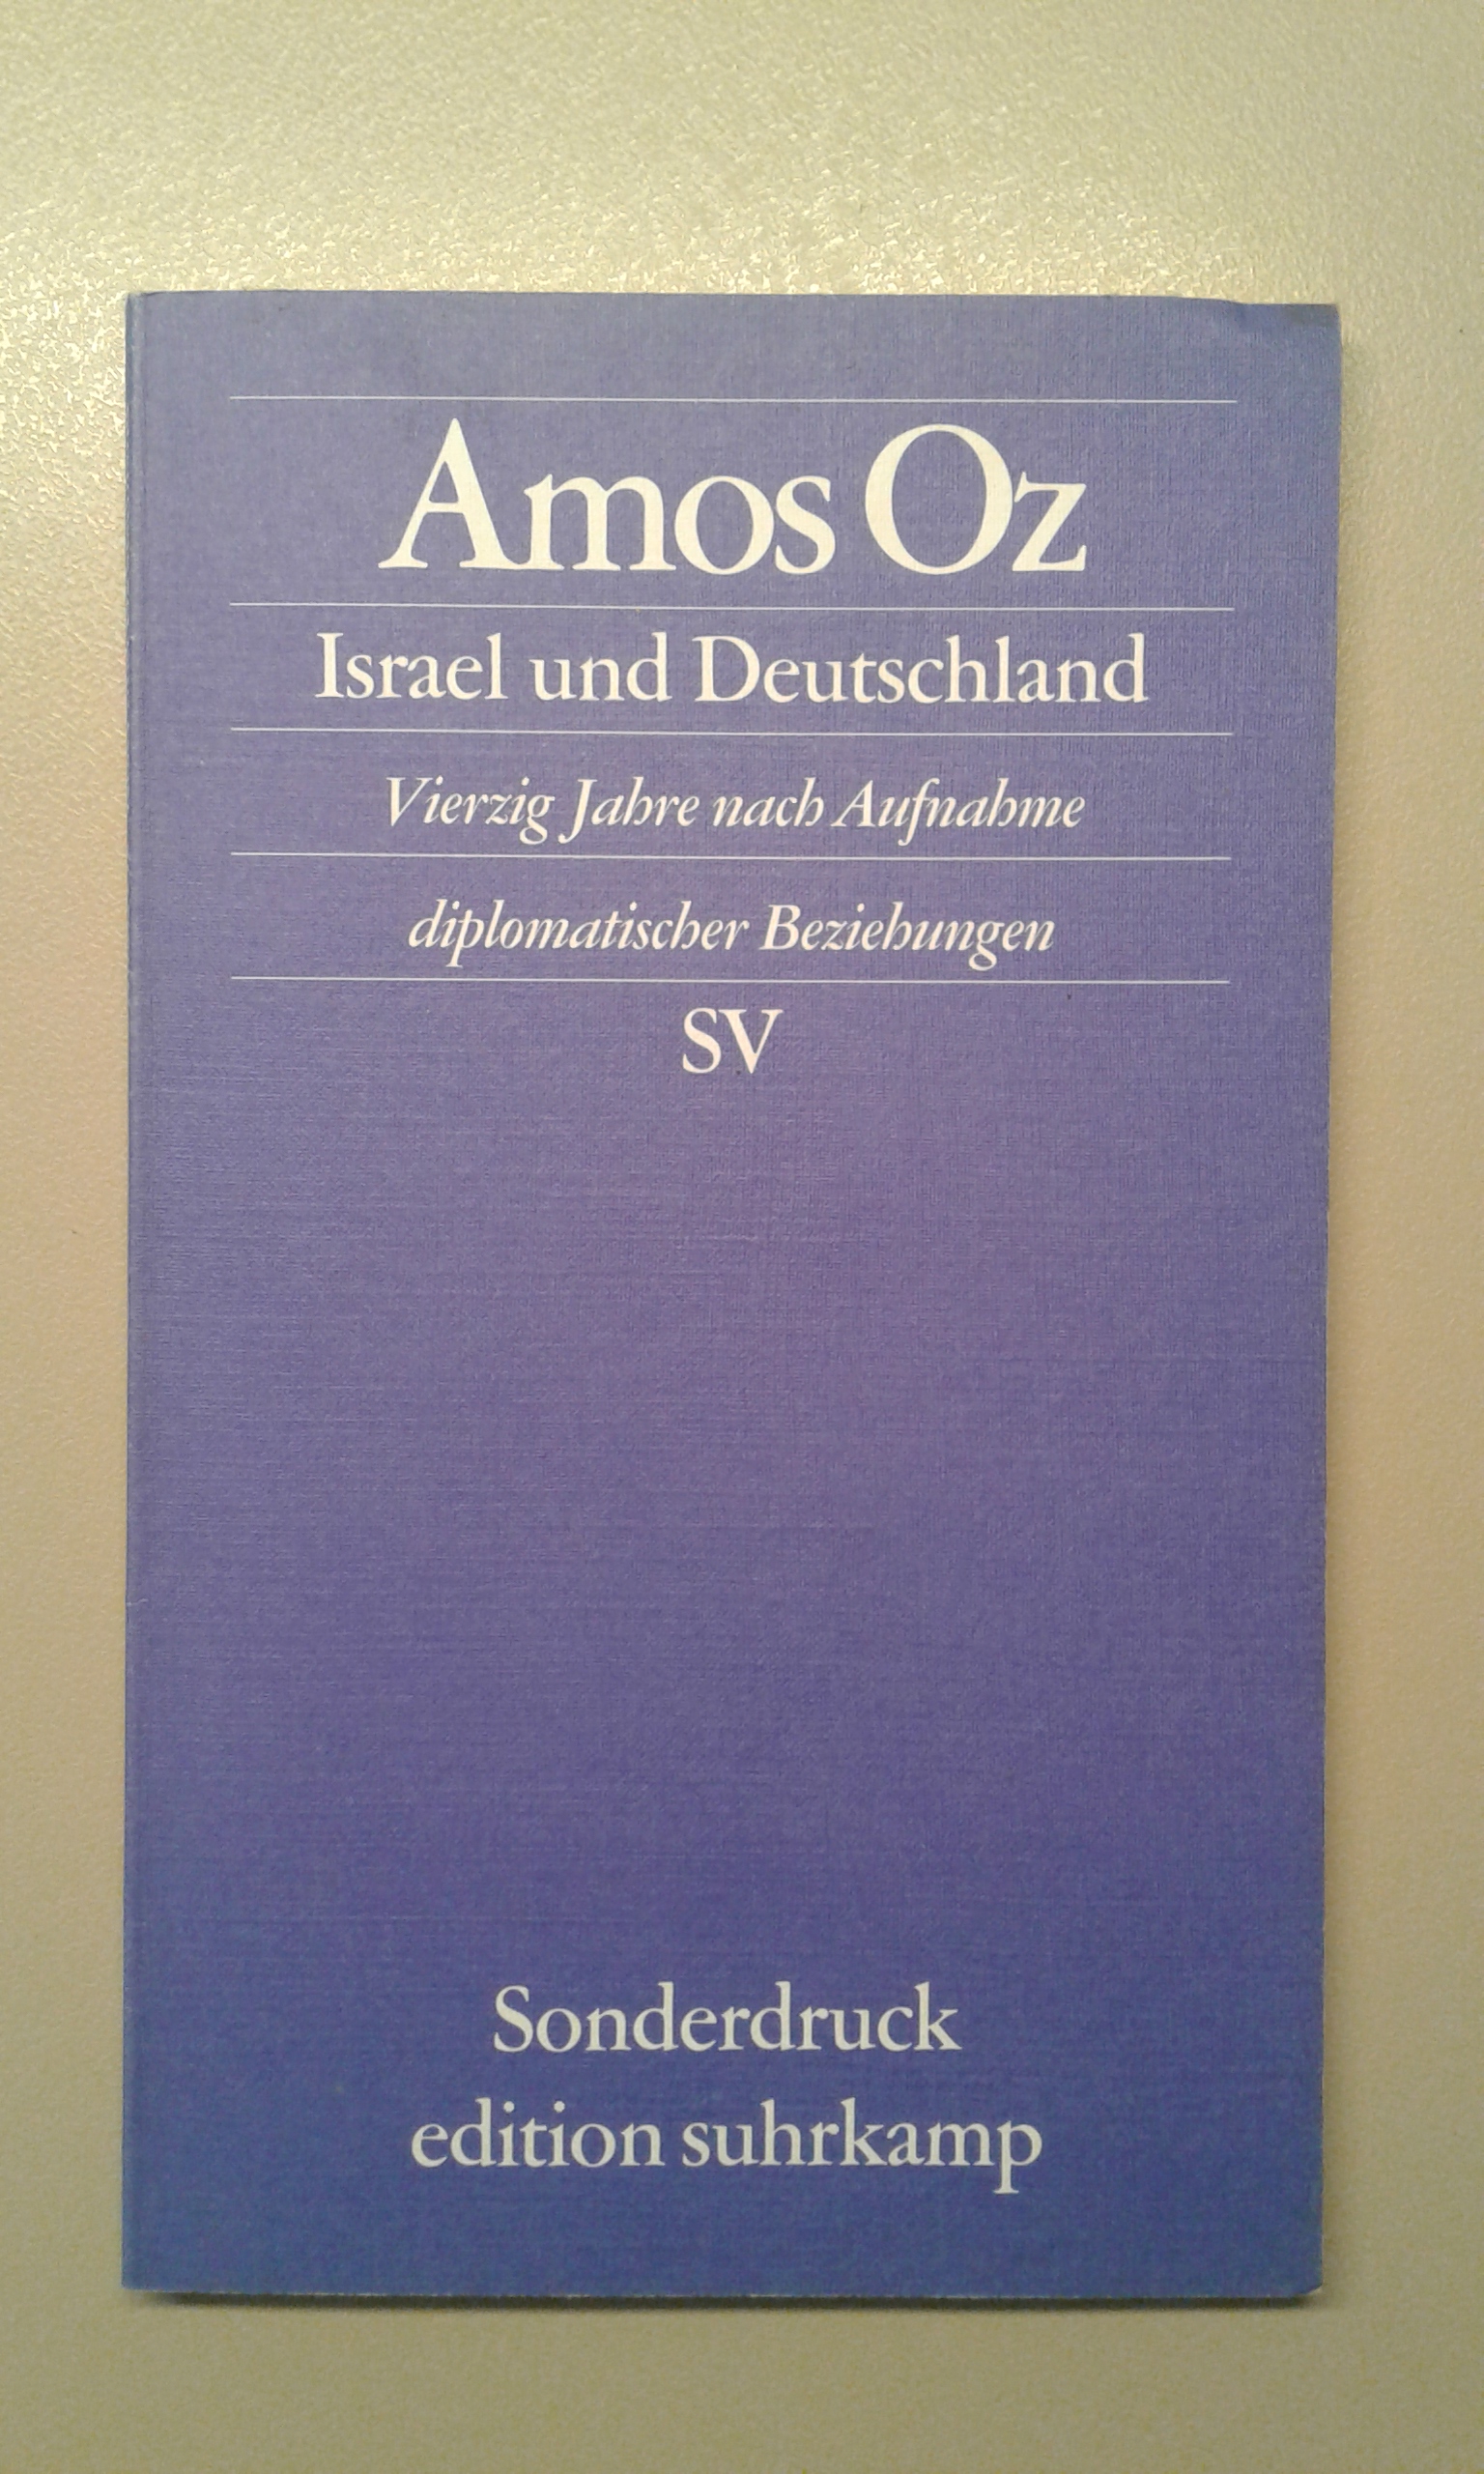 Amos Oz
Israel und Deutschland
Vierzig Jahre nach Aufnahme
diplomatischer Beziehungen
SV
Sonderdruck
edition suhrkamp